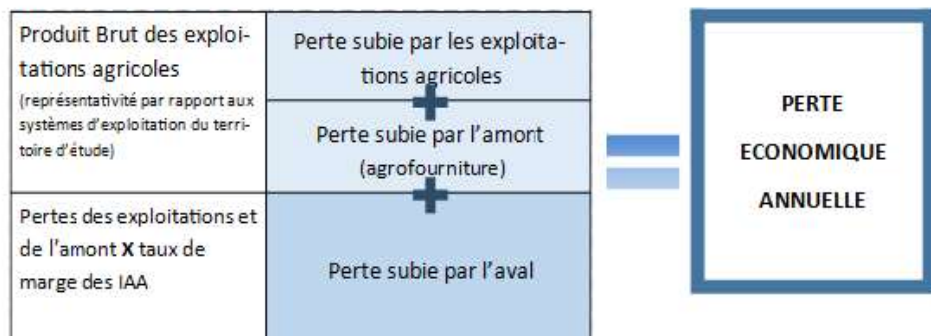 Produit Brut des exploi-
tations agricoles
(représentativité par rapport aux
systèmes d'exploitation du terri-
toire d'étude)
Perte subie par les exploita-
tions agricoles
+
Perte subie par l'amont
(agrofourniture)
+
Pertes des exploitations et
de l'amont X taux de
marge des IAA
Perte subie par l'aval
=
PERTE
ECONOMIQUE
ANNUELLE